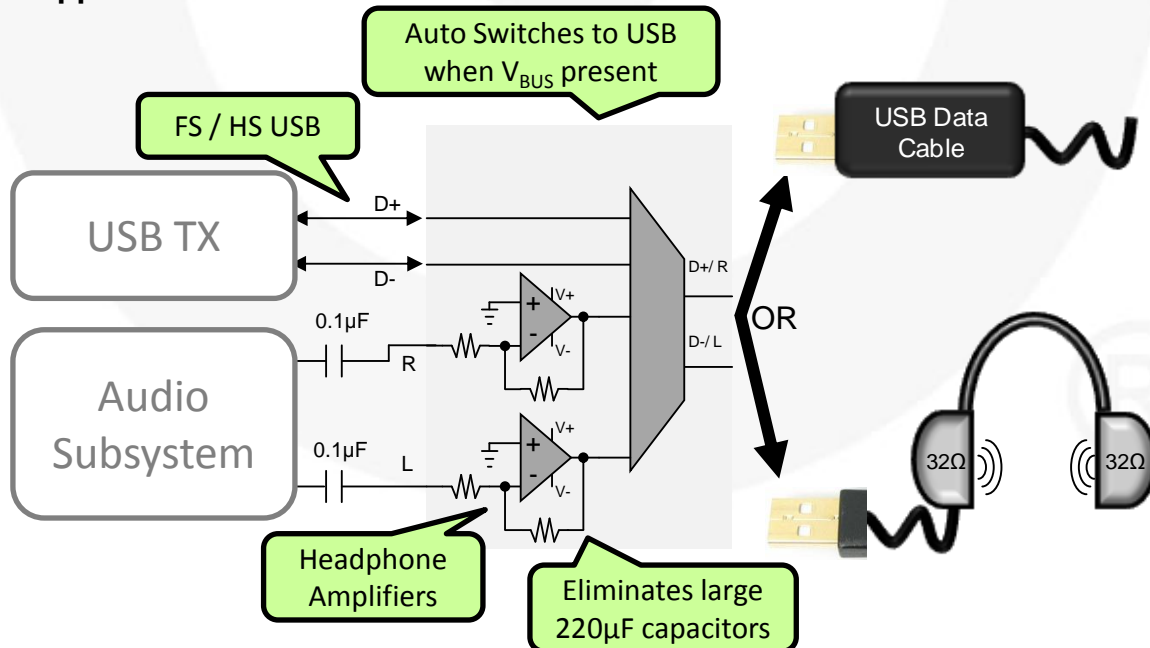 Auto Switches to USB
when VBUS present
FS / HS USB
USB Data
Cable
D+
USB TX
D-
D+/ R
V+
+
-
V-
OR
0.1µF
R
D-/ L
Audio
Subsystem
V+
+
-
V-
0.1µF
L
32Ω
32Ω
Headphone
Amplifiers
Eliminates large
220µF capacitors